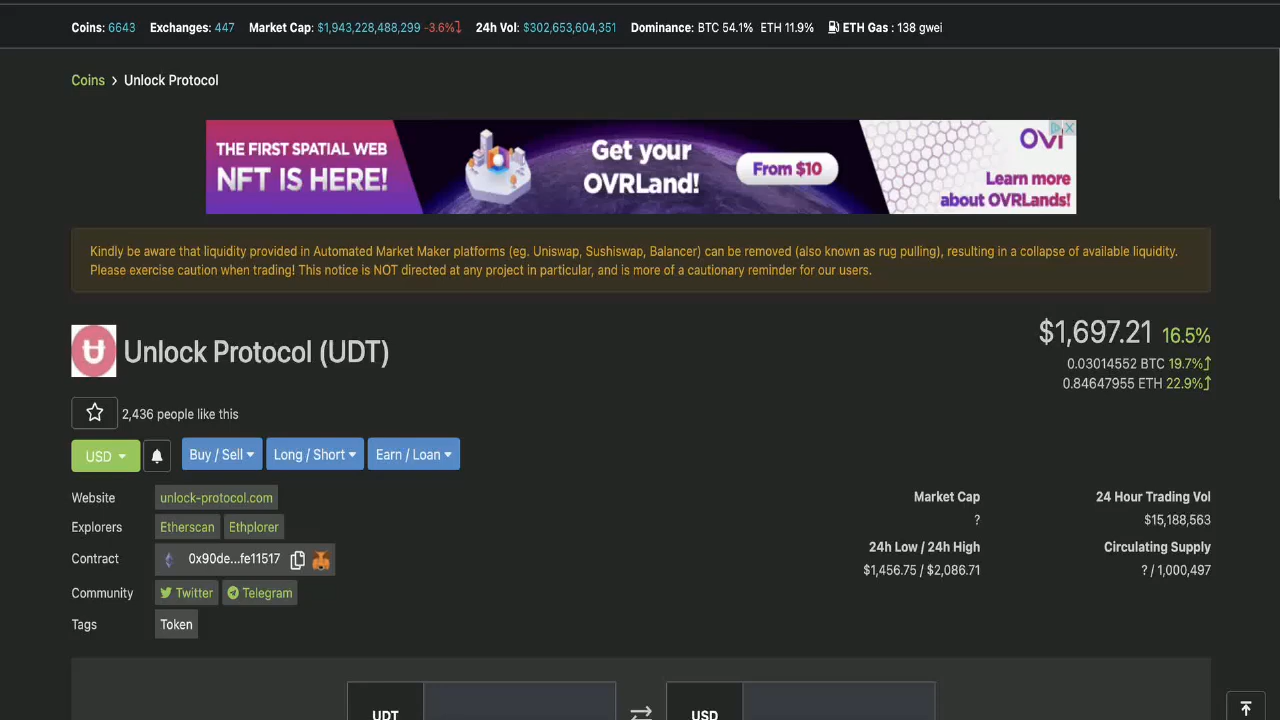 Coins: 6643 Exchanges: 447 Market Cap: $1,943,228,488,299 -3.6% 24h Vol: $302,653,604,351 Dominance: BTC 54.1% ETH 11.9% ETH Gas : 138 gwei
Coins > Unlock Protocol
THE FIRST SPATIAL WEB
NFT IS HERE!
Get your
OVRLand!
From $10
Learn more
about OVRLands!
Kindly be aware that liquidity provided in Automated Market Maker platforms (eg. Uniswap, Sushiswap, Balancer) can be removed (also known as rug pulling), resulting in a collapse of available liquidity.
Please exercise caution when trading! This notice is NOT directed at any project in particular, and is more of a cautionary reminder for our users.
Unlock Protocol (UDT)
$1,697.21 16.5%
0.03014552 BTC 19.7%
0.84647955 ETH 22.9%
2,436 people like this
USD Buy / Sell Long / Short Earn / Loan
Website unlock-protocol.com
Explorers Etherscan Ethplorer
Contract 0x90de...fe11517
Community Twitter Telegram
Tags Token
Market Cap
?
24 Hour Trading Vol
$15,188,563
24h Low / 24h High
$1,456.75 / $2,086.71
Circulating Supply
? / 1,000,497
UDT USD